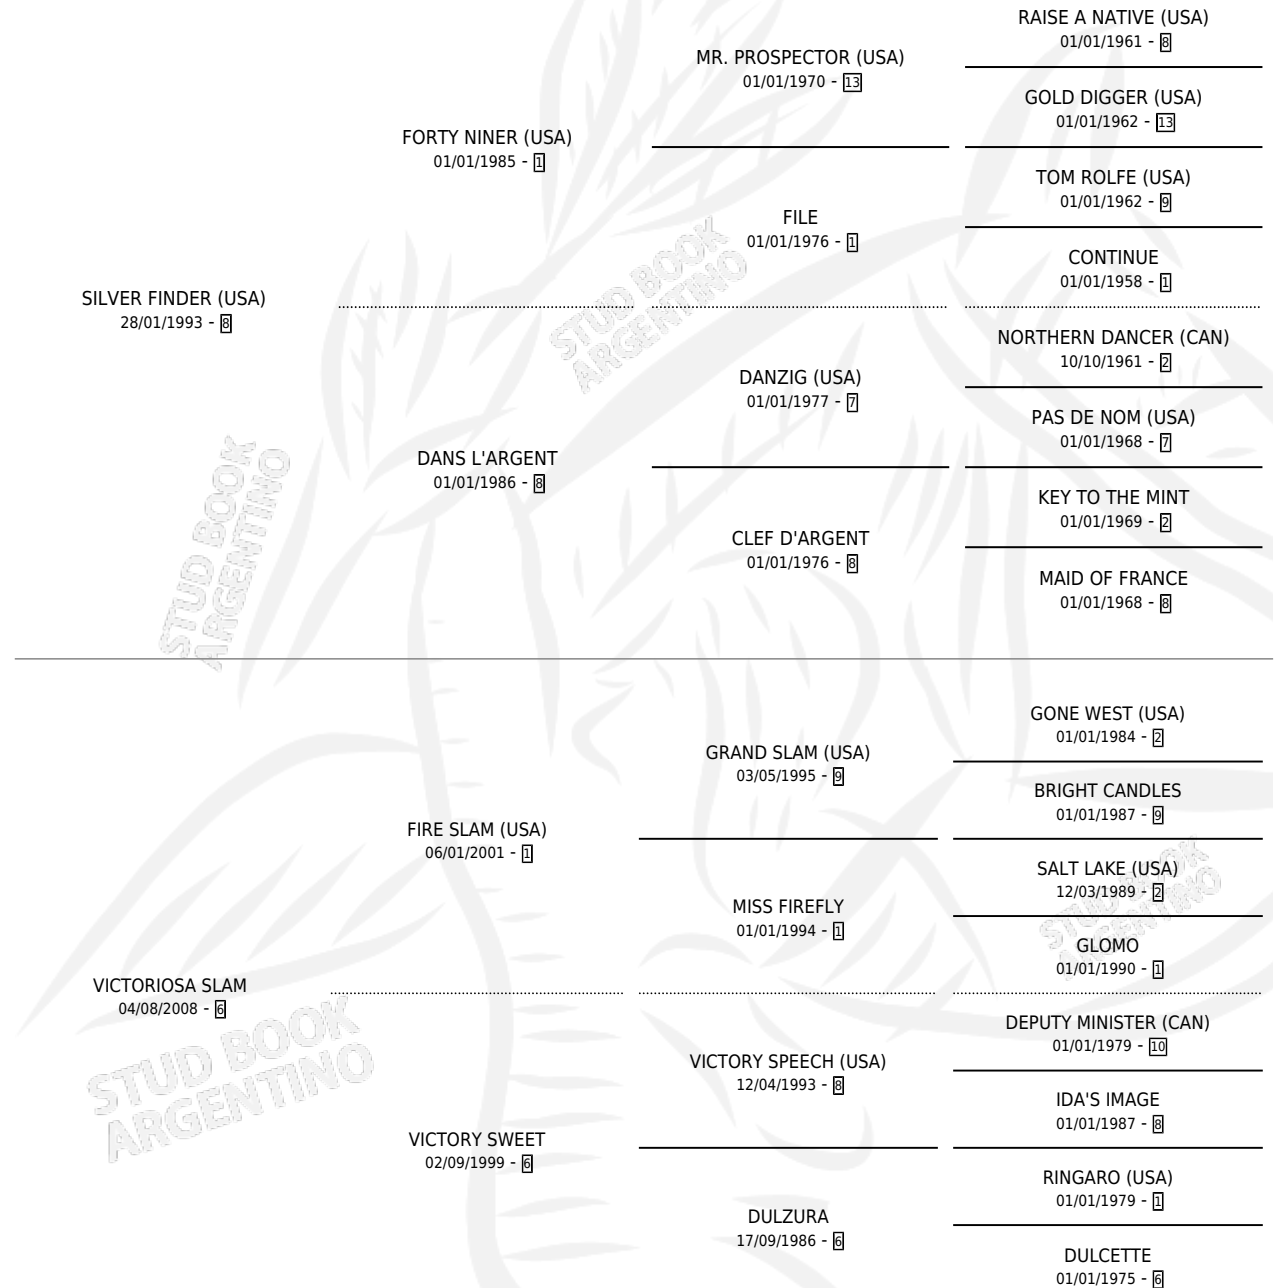 RAISE A NATIVE (USA)
01/01/1961 - 8
MR. PROSPECTOR (USA)
01/01/1970 - 13
GOLD DIGGER (USA)
01/01/1962 - 13
FORTY NINER (USA)
01/01/1985 - 1
TOM ROLFE (USA)
01/01/1962 - 9
FILE
01/01/1976 - 1
CONTINUE
01/01/1958 - 1
SILVER FINDER (USA)
28/01/1993 - 8
NORTHERN DANCER (CAN)
10/10/1961 - 2
DANZIG (USA)
01/01/1977 - 7
PAS DE NOM (USA)
01/01/1968 - 7
DANS L'ARGENT
01/01/1986 - 8
KEY TO THE MINT
01/01/1969 - 2
CLEF D'ARGENT
01/01/1976 - 8
MAID OF FRANCE
01/01/1968 - 8
GONE WEST (USA)
01/01/1984 - 2
GRAND SLAM (USA)
03/05/1995 - 9
BRIGHT CANDLES
01/01/1987 - 9
FIRE SLAM (USA)
06/01/2001 - 1
SALT LAKE (USA)
12/03/1989 - 2
MISS FIREFLY
01/01/1994 - 1
GLOMO
01/01/1990 - 1
VICTORIOSA SLAM
04/08/2008 - 6
DEPUTY MINISTER (CAN)
01/01/1979 - 10
VICTORY SPEECH (USA)
12/04/1993 - 8
IDA'S IMAGE
01/01/1987 - 8
VICTORY SWEET
02/09/1999 - 6
RINGARO (USA)
01/01/1979 - 1
DULZURA
17/09/1986 - 6
DULCETTE
01/01/1975 - 6
STUD BOOK
ARGENTINO
STUD BOOK
ARGENTINO
STUD BOOK
ARGENTINO
STUD BOOK
ARGENTINO